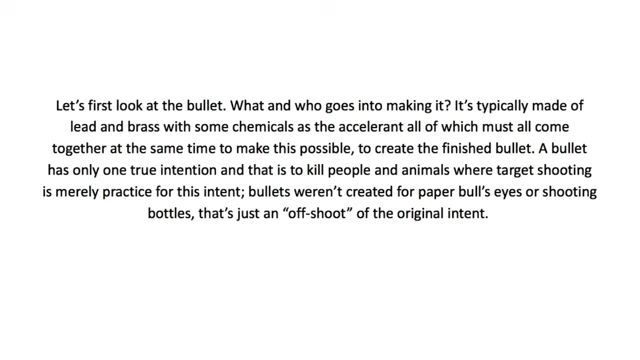 Let's first look at the bullet. What and who goes into making it? It's typically made of
lead and brass with some chemicals as the accelerant all of which must all come
together at the same time to make this possible, to create the finished bullet. A bullet
has only one true intention and that is to kill people and animals where target shooting
is merely practice for this intent; bullets weren't created for paper bull's eyes or shooting
bottles, that's just an “off-shoot” of the original intent.